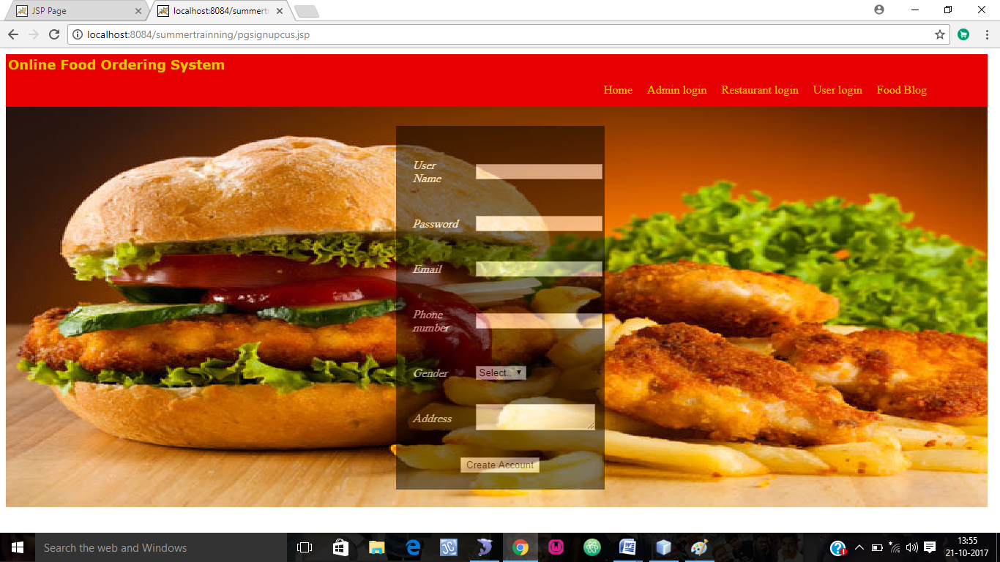 JSP Page
localhost:8084/summertr
localhost:8084/summertrainning/pgsignupcus.jsp
Online Food Ordering System
Home Admin login Restaurant login User login Food Blog
User
Name
Password
Email
Phone
number
Gender Select..
Address
Create Account
Search the web and Windows
13:55
21-10-2017